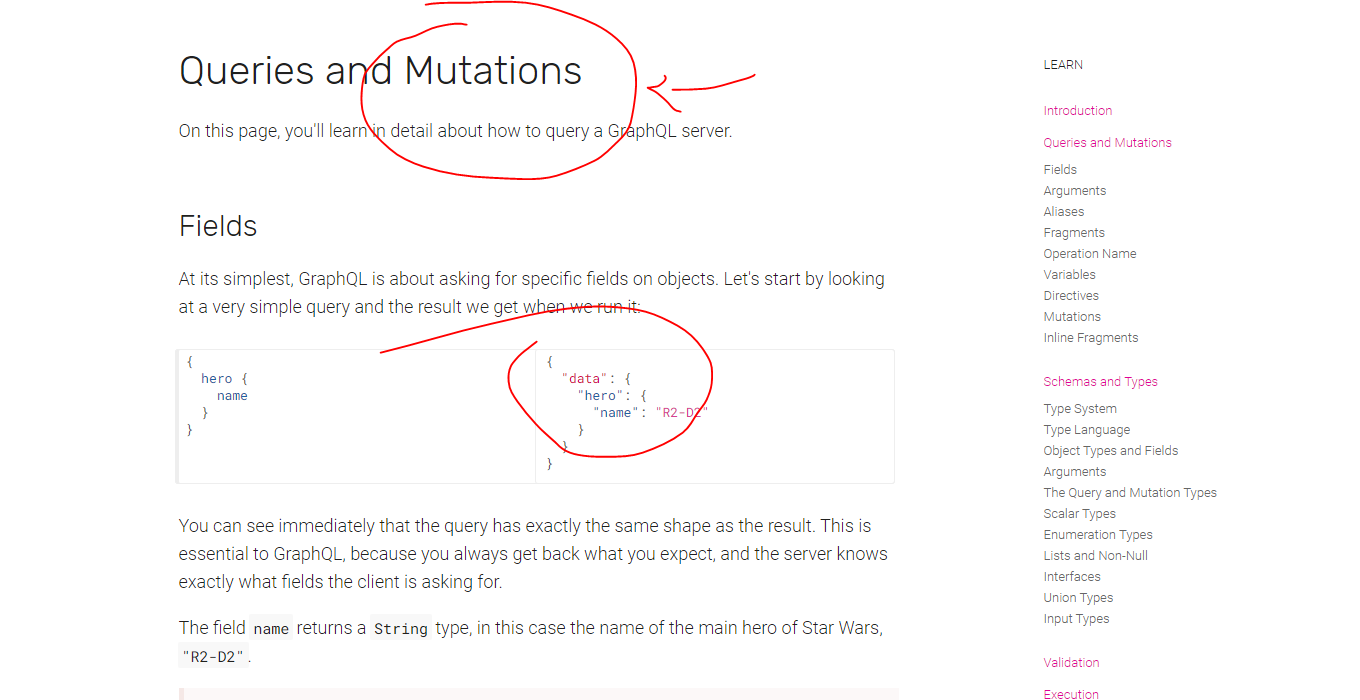 Queries and Mutations
On this page, you'll learn in detail about how to query a GraphQL server.
Fields
At its simplest, GraphQL is about asking for specific fields on objects. Let's start by looking
at a very simple query and the result we get when we run it:
{
hero {
name
}
}
{
"data": {
"hero": {
"name": "R2-D2"
}
}
}
You can see immediately that the query has exactly the same shape as the result. This is
essential to GraphQL, because you always get back what you expect, and the server knows
exactly what fields the client is asking for.
The field name returns a String type, in this case the name of the main hero of Star Wars,
"R2-D2".
LEARN
Introduction
Queries and Mutations
Fields
Arguments
Aliases
Fragments
Operation Name
Variables
Directives
Mutations
Inline Fragments
Schemas and Types
Type System
Type Language
Object Types and Fields
Arguments
The Query and Mutation Types
Scalar Types
Enumeration Types
Lists and Non-Null
Interfaces
Union Types
Input Types
Validation
Execution